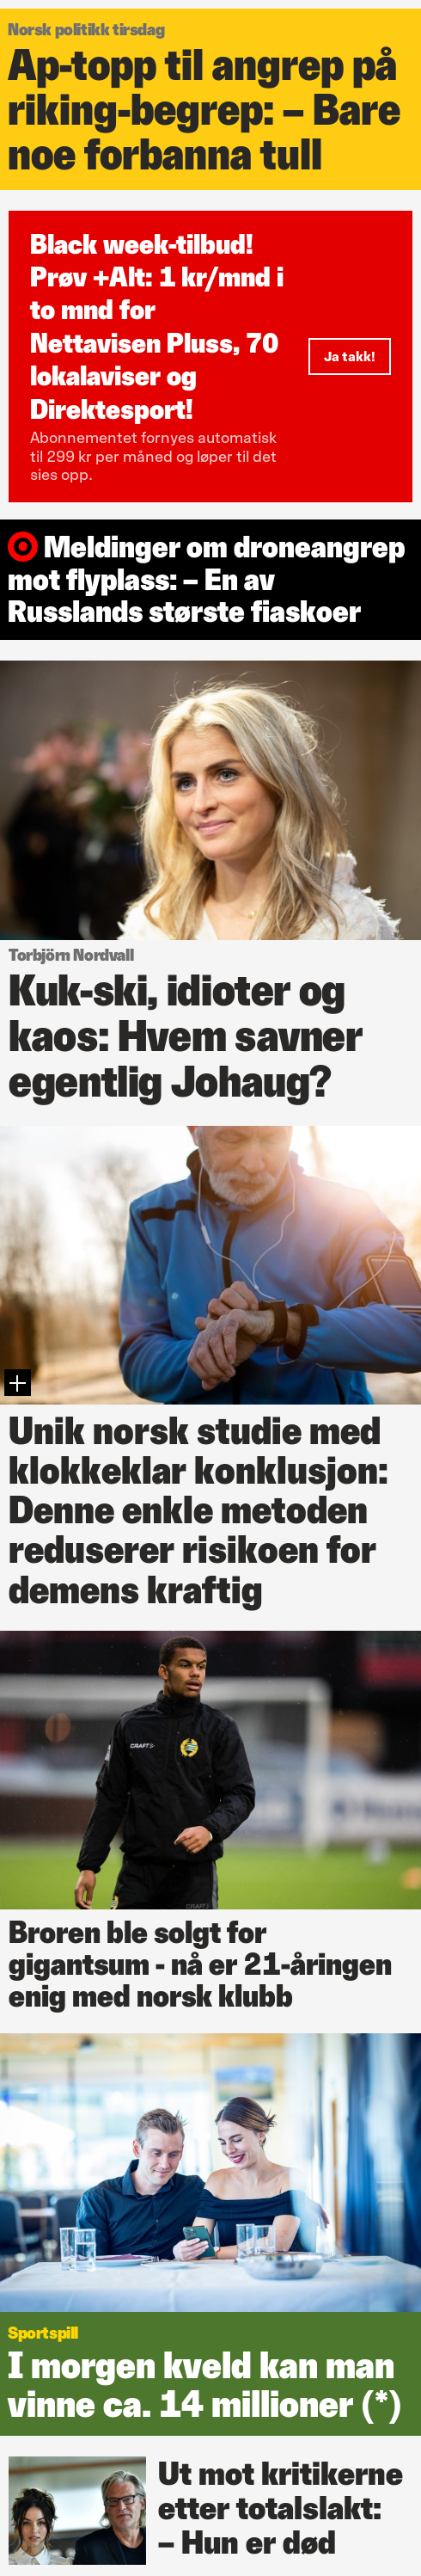 Norsk politikk tirsdag
Ap-topp til angrep på
riking-begrep: – Bare
noe forbanna tull
Black week-tilbud!
Prøv +Alt: 1 kr/mnd i
to mnd for
Nettavisen Pluss, 70
lokalaviser og
Direktesport!
Ja takk!
Abonnementet fornyes automatisk
til 299 kr per måned og løper til det
sies opp.
Meldinger om droneangrep
mot flyplass: – En av
Russlands største fiaskoer
Torbjörn Nordvall
Kuk-ski, idioter og
kaos: Hvem savner
egentlig Johaug?
Unik norsk studie med
klokkeklar konklusjon:
Denne enkle metoden
reduserer risikoen for
demens kraftig
CRAFT
CRAFT
Broren ble solgt for
gigantsum - nå er 21-åringen
enig med norsk klubb
Sportspill
I morgen kveld kan man
vinne ca. 14 millioner (*)
Ut mot kritikerne
etter totalslakt:
– Hun er død